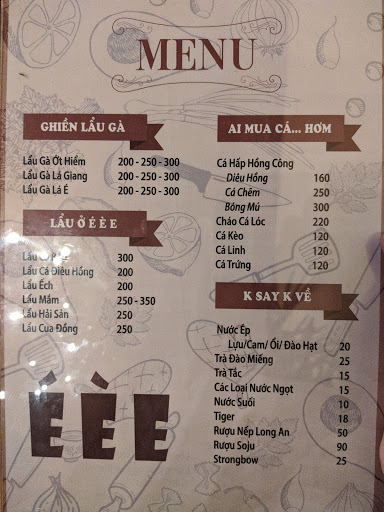 MENU
GHIỀN LẨU GÀ
Lẩu Gà Ớt Hiểm 200 - 250 - 300
Lẩu Gà Lá Giang 200 - 250 - 300
Lẩu Gà Lá É 200 - 250 - 300
LẨU Ở É È E
Lẩu 300
Lẩu Cá Điêu Hồng 200
Lẩu Ếch 200
Lẩu Mắm 250 - 350
Lẩu Hải Sản 250
Lẩu Cua Đồng 250
É È E
AI MUA CÁ... HƠM
Cá Hấp Hồng Công
Diêu Hồng 160
Cá Chẽm 250
Bông Mú 300
Cháo Cá Lóc 220
Cá Kèo 120
Cá Linh 120
Cá Trứng 120
K SAY K VỀ
Nước Ép
Lựu/Cam/ Ổi/ Đào Hạt 20
Trà Đào Miếng 25
Trà Tắc 15
Các Loại Nước Ngọt 15
Nước Suối 10
Tiger 18
Rượu Nếp Long An 50
Rượu Soju 90
Strongbow 25